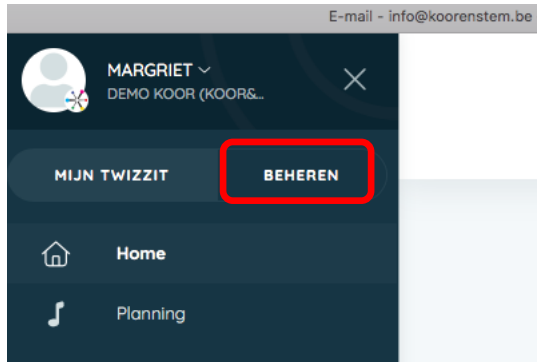 E-mail - info@koorenstem.be
MARGRIET
DEMO KOOR (KOOR&...
MIJN TWIZZIT
BEHEREN
Home
Planning